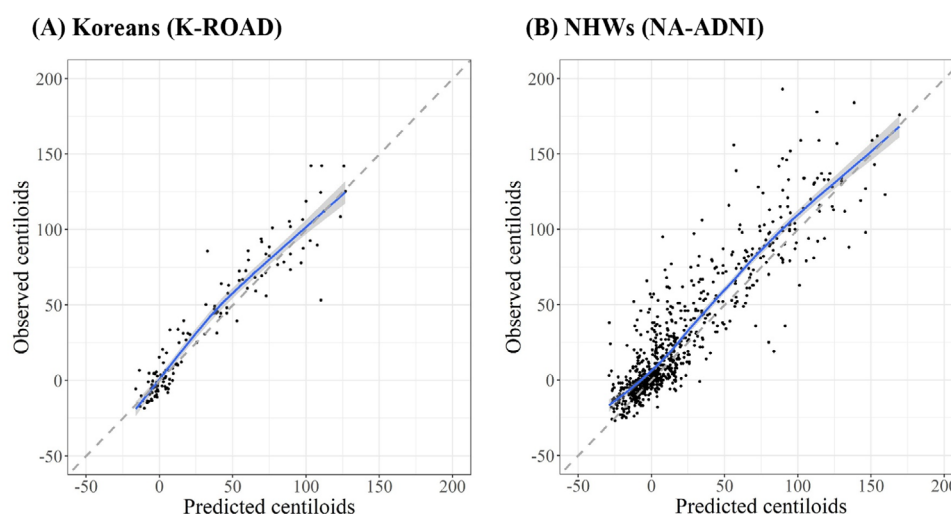 (A) Koreans (K-ROAD)
(B) NHWs (NA-ADNI)
Observed centiloids
200
150
100
50
0
-50
-50 0 50 100 150 200
Predicted centiloids
Observed centiloids
200
150
100
50
0
-50
-50 0 50 100 150
Predicted centiloids